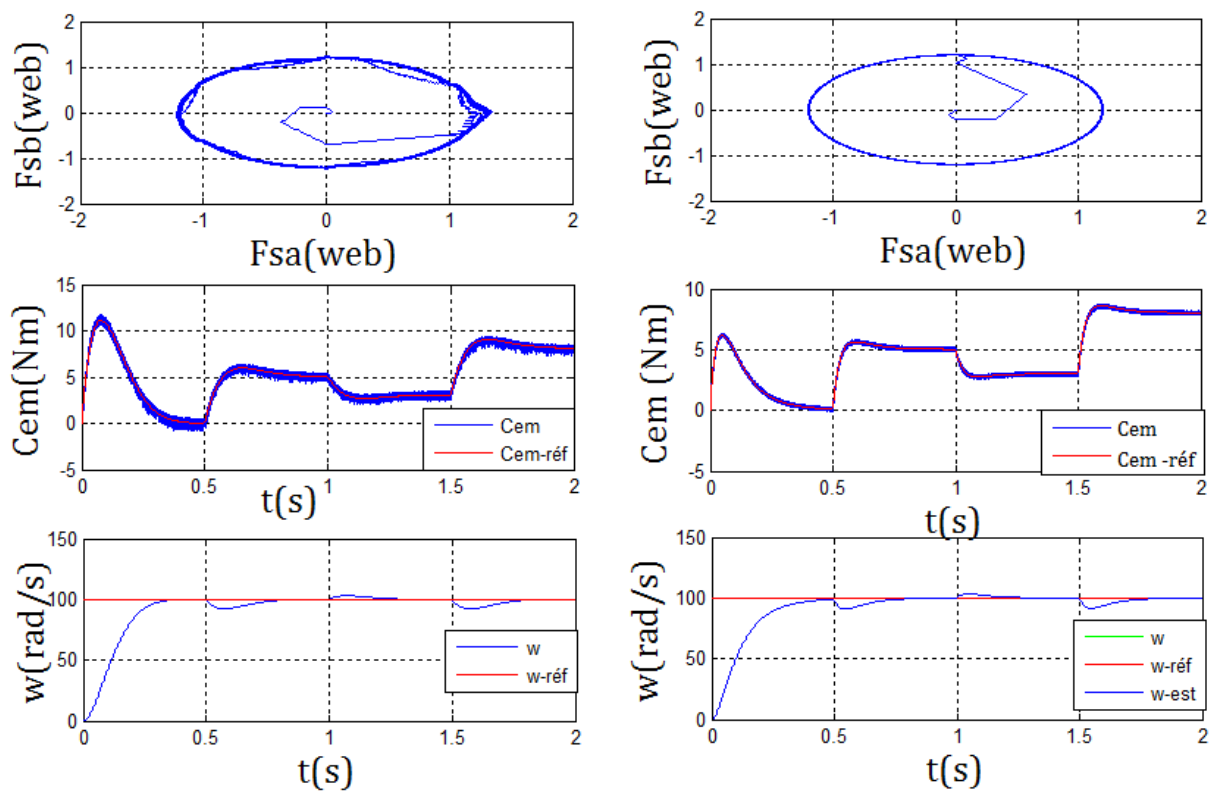 Fsb(web)
2
1
0
-1
-2
-2
-1
0
1
2
Fsa(web)
Fsb(web)
2
1
0
-1
-2
-2
-1
0
1
2
Fsa(web)
Cem(Nm)
15
10
5
0
-5
0
0.5
1
1.5
2
t(s)
Cem
Cem-réf
Cem (Nm)
10
5
0
-5
0
0.5
1
1.5
2
t(s)
Cem
Cem -réf
w(rad/s)
150
100
50
0
0
0.5
1
1.5
2
t(s)
w
w-réf
w(rad/s)
150
100
50
0
0
0.5
1
1.5
2
t(s)
w
w-réf
w-est